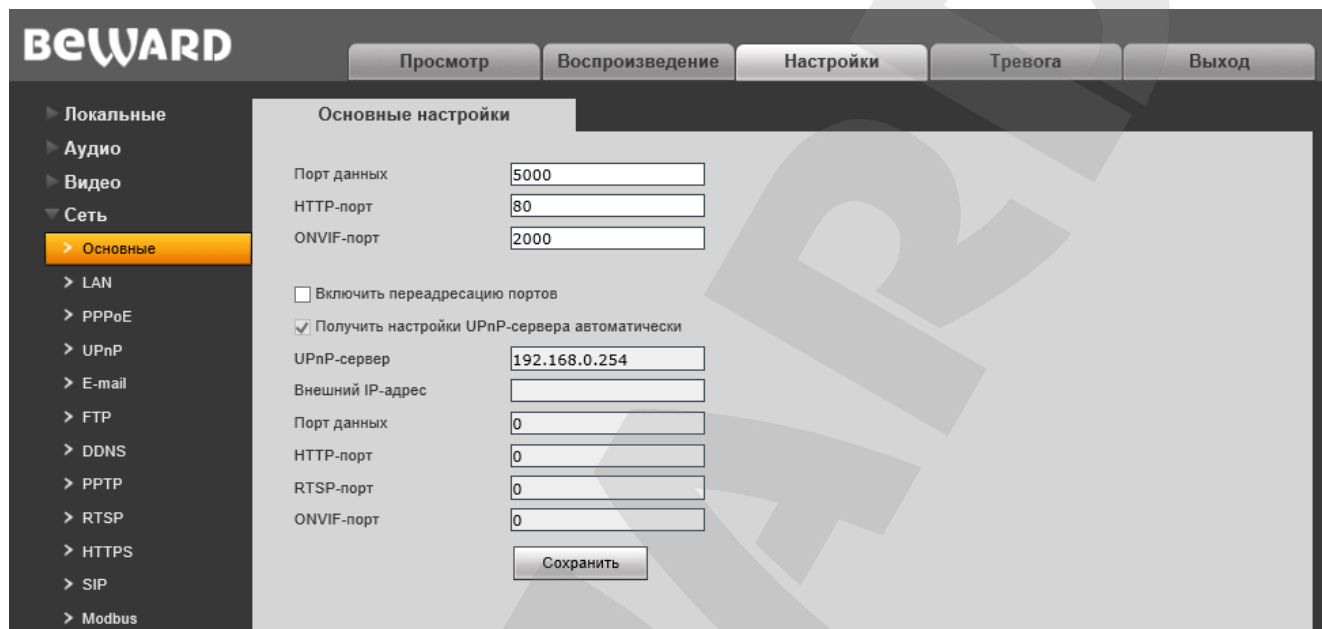 BEWARD
Просмотр
Воспроизведение
Настройки
Тревога
Выход
Локальные
Аудио
Видео
Сеть
Основные
LAN
PPPoE
UPnP
E-mail
FTP
DDNS
PPTP
RTSP
HTTPS
SIP
Modbus
Основные настройки
Порт данных 5000
HTTP-порт 80
ONVIF-порт 2000
Включить переадресацию портов
Получить настройки UPnP-сервера автоматически
UPnP-сервер 192.168.0.254
Внешний IP-адрес
Порт данных 0
HTTP-порт 0
RTSP-порт 0
ONVIF-порт 0
Сохранить